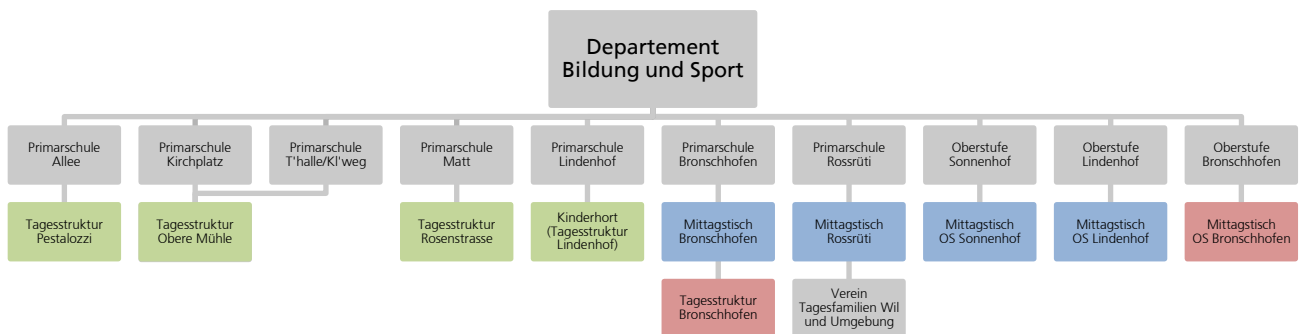 Departement
Bildung und Sport
Primarschule
Allee
Primarschule
Kirchplatz
Primarschule
T'halle/Kl'weg
Primarschule
Matt
Primarschule
Lindenhof
Primarschule
Bronschhofen
Primarschule
Rossrüti
Oberstufe
Sonnenhof
Oberstufe
Lindenhof
Oberstufe
Bronschhofen
Tagesstruktur
Pestalozzi
Tagesstruktur
Obere Mühle
Tagesstruktur
Rosenstrasse
Kinderhort
(Tagesstruktur
Lindenhof)
Mittagstisch
Bronschhofen
Mittagstisch
Rossrüti
Mittagstisch
OS Sonnenhof
Mittagstisch
OS Lindenhof
Mittagstisch
OS Bronschhofen
Tagesstruktur
Bronschhofen
Verein
Tagesfamilien Wil
und Umgebung